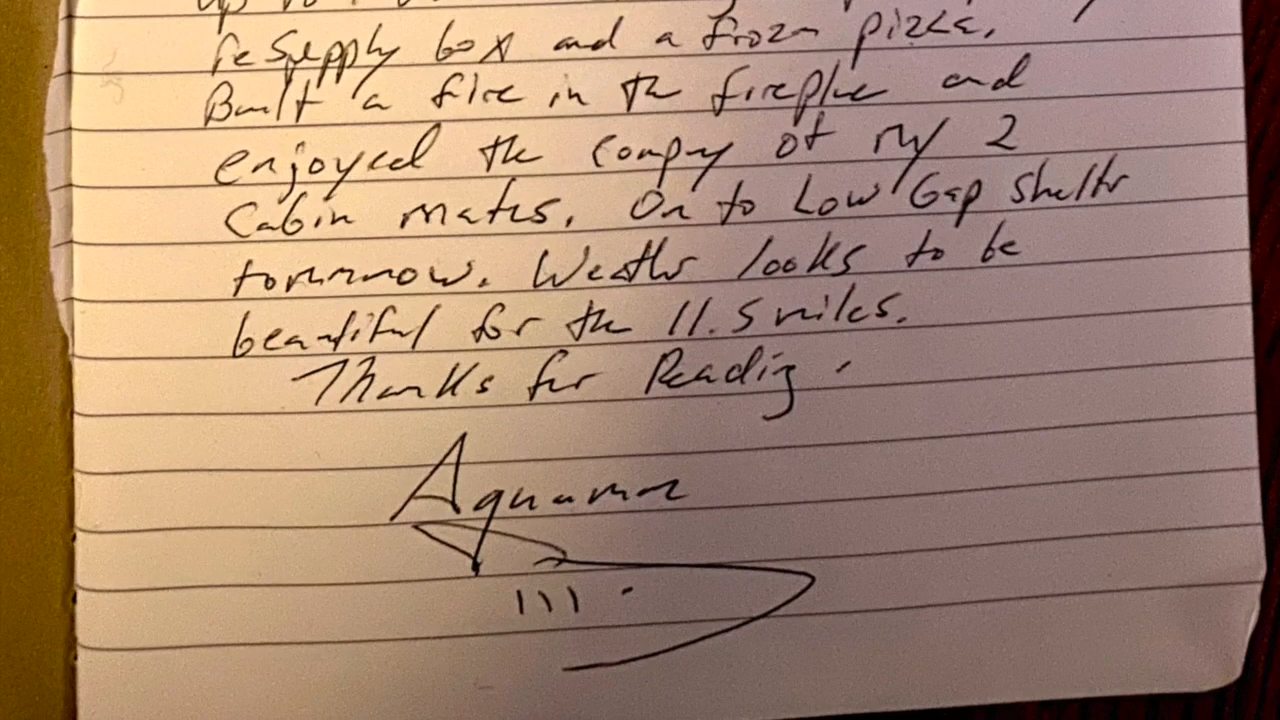 up to
resupply box and a frozen pizza.
Built a fire in the fireplace and
enjoyed the company of my 2
Cabin mates. On to Low Gap Shelter
tommorow. Weather looks to be
beautiful for the 11.5 miles.
Thanks for Reading.
Aquaman